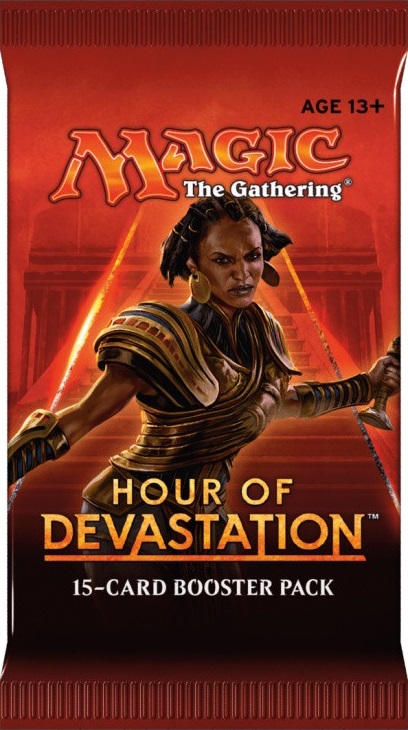 AGE 13+
MAGIC
The Gathering®
HOUR OF
DEVASTATION™
15-CARD BOOSTER PACK